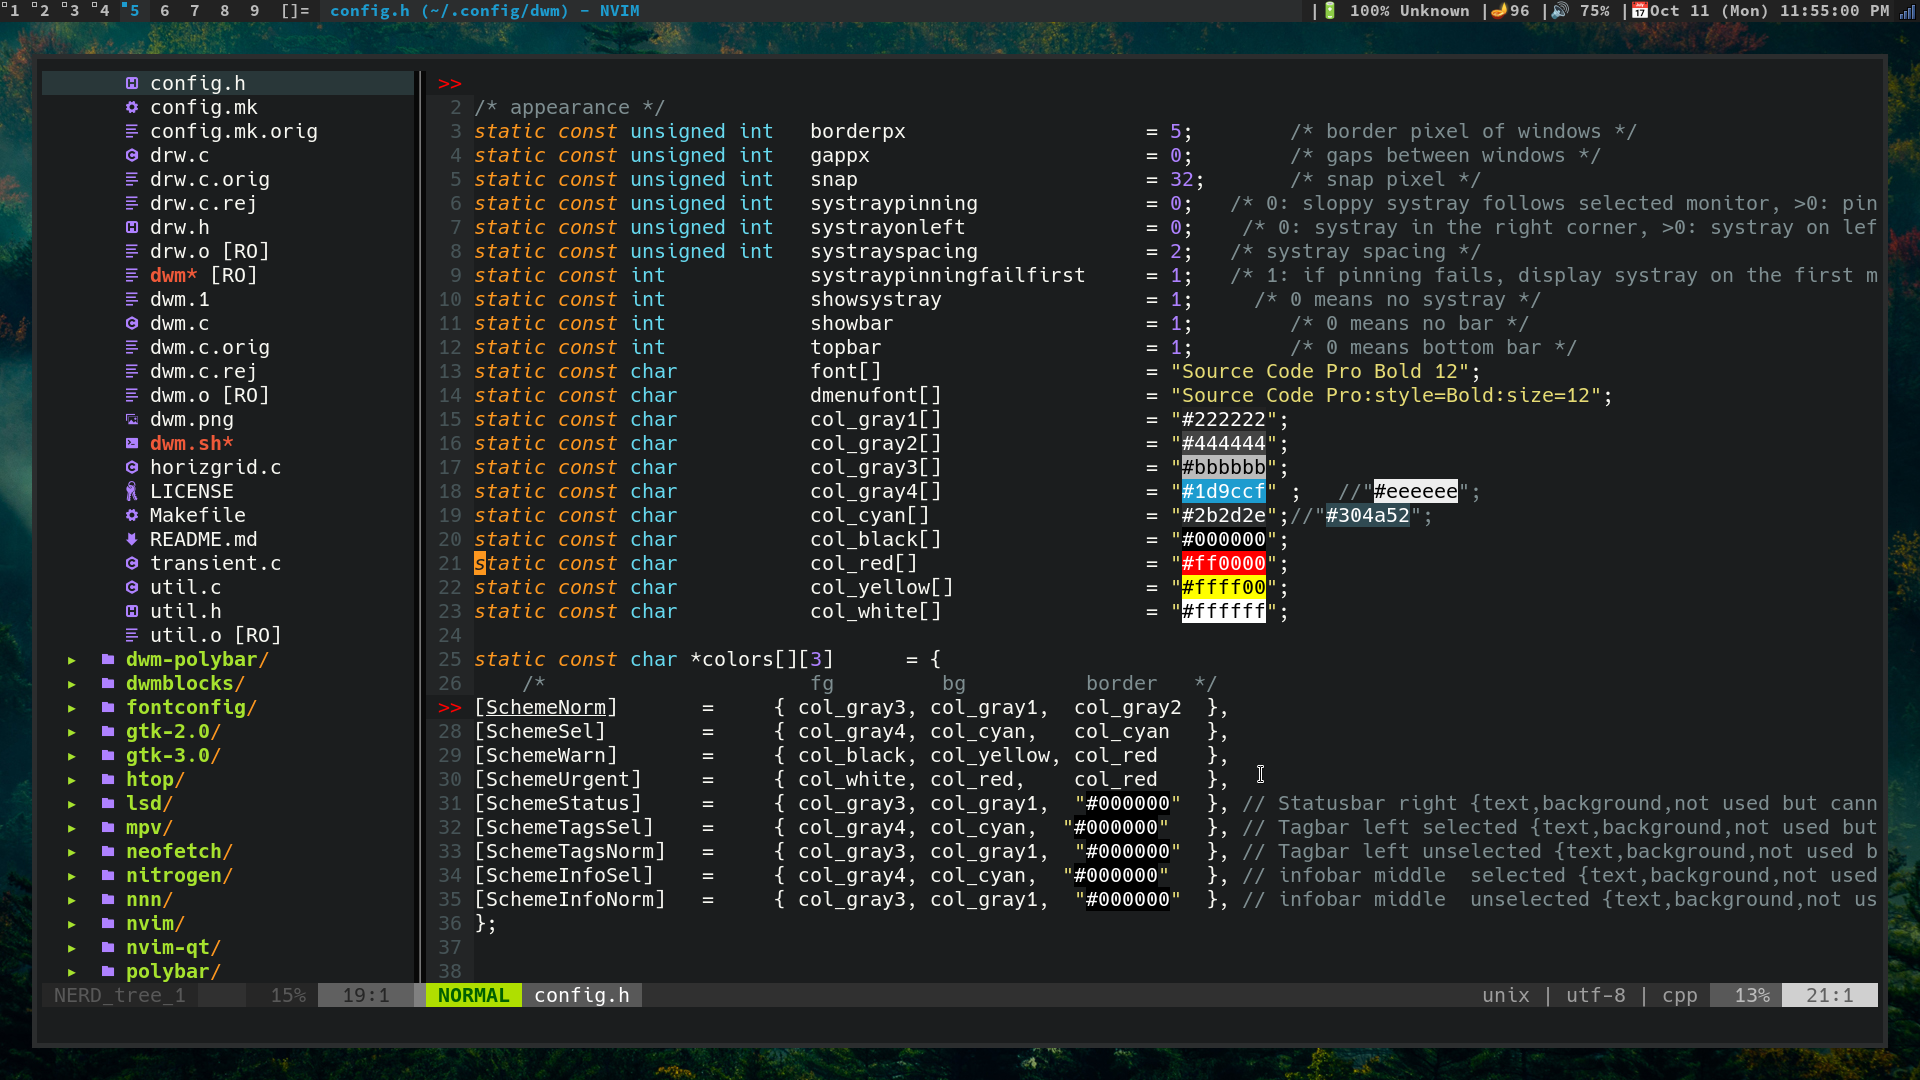 1 2 3 4 5 6 7 8 9 []= config.h (~/.config/dwm) - NVIM | 100% Unknown | 96 | 75% | Oct 11 (Mon) 11:55:00 PM
config.h
config.mk
config.mk.orig
drw.c
drw.c.orig
drw.c.rej
drw.h
drw.o [RO]
dwm* [RO]
dwm.1
dwm.c
dwm.c.orig
dwm.c.rej
dwm.o [RO]
dwm.png
dwm.sh*
horizgrid.c
LICENSE
Makefile
README.md
transient.c
util.c
util.h
util.o [RO]
▸ dwm-polybar/
▸ dwmblocks/
▸ fontconfig/
▸ gtk-2.0/
▸ gtk-3.0/
▸ htop/
▸ lsd/
▸ mpv/
▸ neofetch/
▸ nitrogen/
▸ nnn/
▸ nvim/
▸ nvim-qt/
▸ polybar/
>>
2 /* appearance */
3 static const unsigned int borderpx = 5; /* border pixel of windows */
4 static const unsigned int gappx = 0; /* gaps between windows */
5 static const unsigned int snap = 32; /* snap pixel */
6 static const unsigned int systraypinning = 0; /* 0: sloppy systray follows selected monitor, >0: pin
7 static const unsigned int systrayonleft = 0; /* 0: systray in the right corner, >0: systray on lef
8 static const unsigned int systrayspacing = 2; /* systray spacing */
9 static const int systraypinningfailfirst = 1; /* 1: if pinning fails, display systray on the first m
10 static const int showsystray = 1; /* 0 means no systray */
11 static const int showbar = 1; /* 0 means no bar */
12 static const int topbar = 1; /* 0 means bottom bar */
13 static const char font[] = "Source Code Pro Bold 12";
14 static const char dmenufont[] = "Source Code Pro:style=Bold:size=12";
15 static const char col_gray1[] = "#222222";
16 static const char col_gray2[] = "#444444";
17 static const char col_gray3[] = "#bbbbbb";
18 static const char col_gray4[] = "#1d9ccf" ; //"#eeeeee";
19 static const char col_cyan[] = "#2b2d2e";//"#304a52";
20 static const char col_black[] = "#000000";
21 static const char col_red[] = "#ff0000";
22 static const char col_yellow[] = "#ffff00";
23 static const char col_white[] = "#ffffff";
24
25 static const char *colors[][3] = {
26 /* fg bg border */
>> [SchemeNorm] = { col_gray3, col_gray1, col_gray2 },
28 [SchemeSel] = { col_gray4, col_cyan, col_cyan },
29 [SchemeWarn] = { col_black, col_yellow, col_red },
30 [SchemeUrgent] = { col_white, col_red, col_red },
31 [SchemeStatus] = { col_gray3, col_gray1, "#000000" }, // Statusbar right {text,background,not used but cann
32 [SchemeTagsSel] = { col_gray4, col_cyan, "#000000" }, // Tagbar left selected {text,background,not used but
33 [SchemeTagsNorm] = { col_gray3, col_gray1, "#000000" }, // Tagbar left unselected {text,background,not used b
34 [SchemeInfoSel] = { col_gray4, col_cyan, "#000000" }, // infobar middle selected {text,background,not used
35 [SchemeInfoNorm] = { col_gray3, col_gray1, "#000000" }, // infobar middle unselected {text,background,not us
36 };
37
38
NERD_tree_1 15% 19:1 NORMAL config.h unix | utf-8 | cpp 13% 21:1